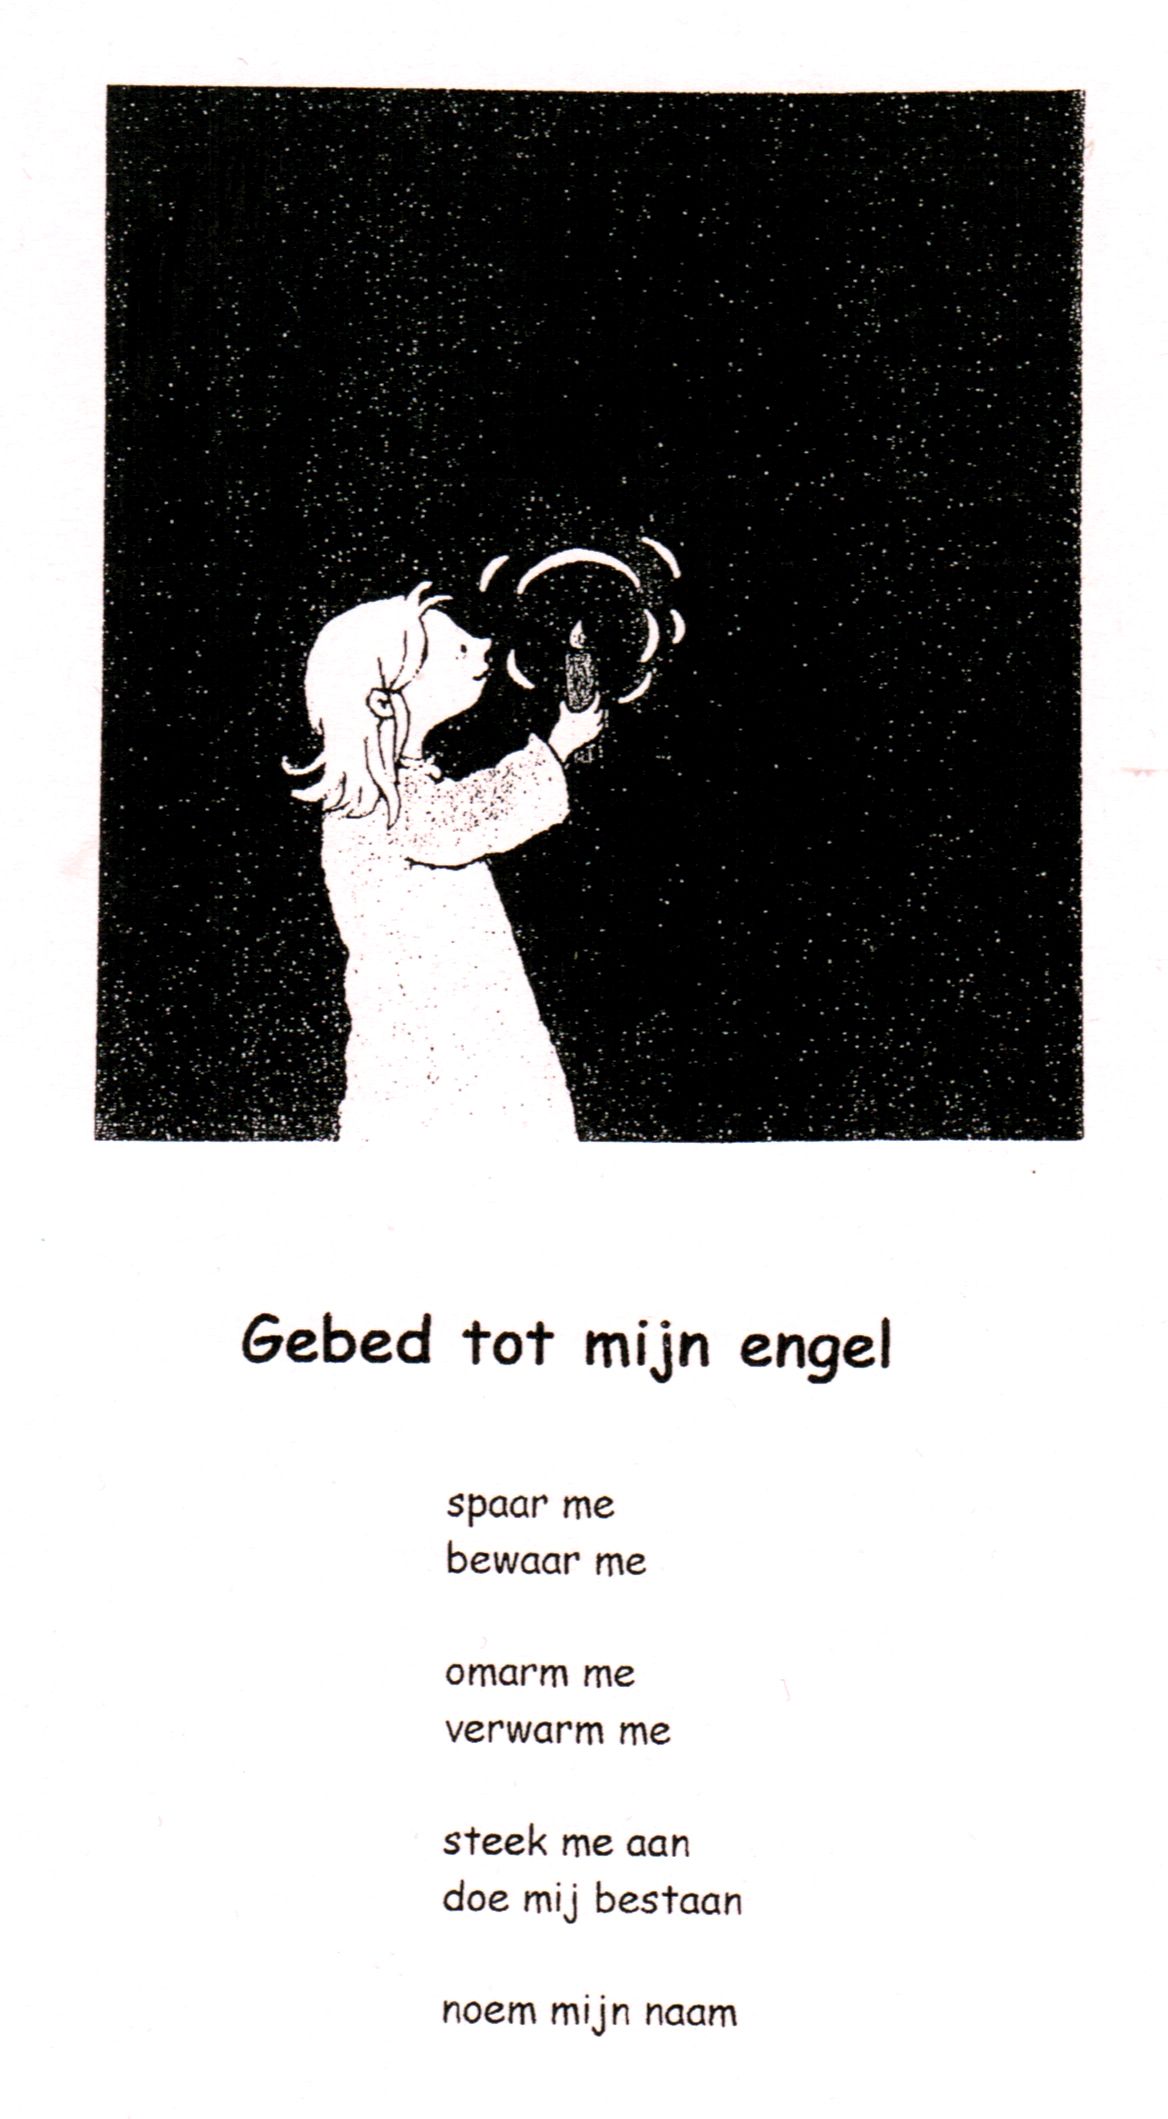 Gebed tot mijn engel
spaar me
bewaar me
omarm me
verwarm me
steek me aan
doe mij bestaan
noem mijn naam